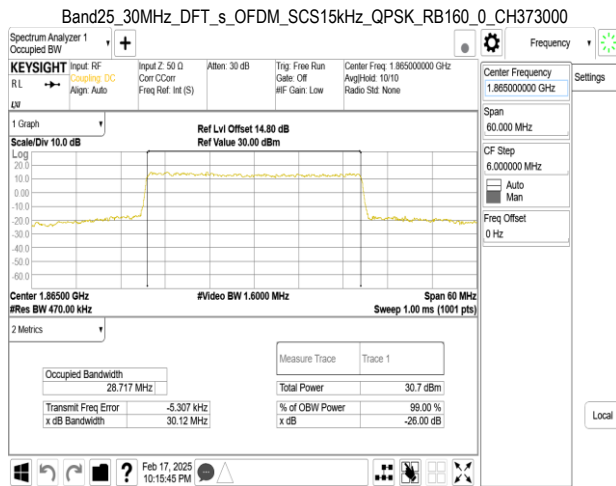 Band25_30MHz_DFT_s_OFDM_SCS15kHz_QPSK_RB160_0_CH373000
Spectrum Analyzer 1
Occupied BW
Frequency
KEYSIGHT
Input: RF
Coupling: DC
Align: Auto
Input Z: 50 Ω
Corr CCorr
Freq Ref: Int (S)
Atten: 30 dB
Trig: Free Run
Gate: Off
#IF Gain: Low
Center Freq: 1.865000000 GHz
Avg|Hold: 10/10
Radio Std: None
RL
Center Frequency
1.865000000 GHz
Settings
Span
60.000 MHz
CF Step
6.000000 MHz
Auto
Man
Freq Offset
0 Hz
1 Graph
Scale/Div 10.0 dB
Ref Lvl Offset 14.80 dB
Ref Value 30.00 dBm
Log
20.0
10.0
0.00
-10.0
-20.0
-30.0
-40.0
-50.0
-60.0
Center 1.86500 GHz
#Video BW 1.6000 MHz
Span 60 MHz
#Res BW 470.00 kHz
Sweep 1.00 ms (1001 pts)
2 Metrics
Measure Trace
Trace 1
Occupied Bandwidth
28.717 MHz
Total Power
30.7 dBm
Transmit Freq Error
-5.307 kHz
% of OBW Power
99.00 %
x dB Bandwidth
30.12 MHz
x dB
-26.00 dB
Local
?
Feb 17, 2025
10:15:45 PM